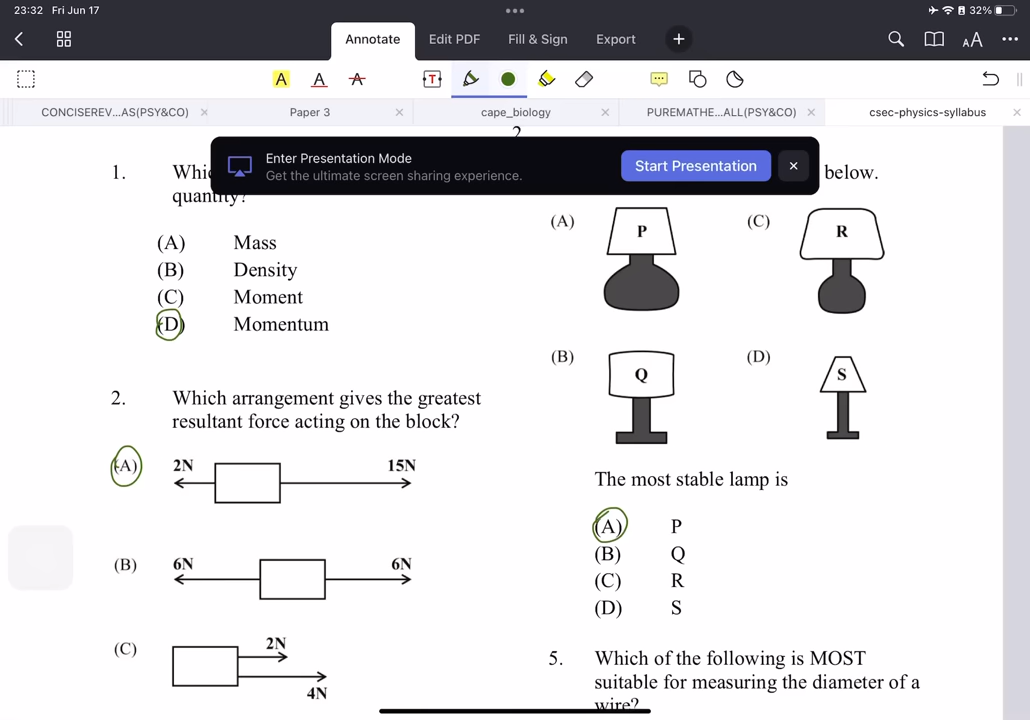 23:32 Fri Jun 17
32%
Annotate
Edit PDF
Fill & Sign
Export
+
AA
A
A
A
T
CONCISEREV...AS(PSY&CO) ×
Paper 3 ×
cape_biology ×
PUREMATHE...ALL(PSY&CO) ×
csec-physics-syllabus ×
2
Enter Presentation Mode
Get the ultimate screen sharing experience.
Start Presentation
×
1.
quantity?
(A) Mass
(B) Density
(C) Moment
(D) Momentum
2. Which arrangement gives the greatest
resultant force acting on the block?
(A) 2N 15N
(B) 6N 6N
(C) 2N
4N
below.
(A) P
(C) R
(B) Q
(D) S
The most stable lamp is
(A) P
(B) Q
(C) R
(D) S
5. Which of the following is MOST
suitable for measuring the diameter of a
wire?